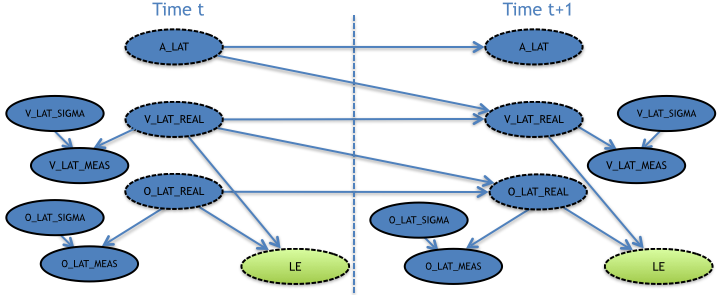 Time t
Time t+1
A_LAT
A_LAT
V_LAT_SIGMA
V_LAT_REAL
V_LAT_REAL
V_LAT_SIGMA
V_LAT_MEAS
V_LAT_MEAS
O_LAT_REAL
O_LAT_REAL
O_LAT_SIGMA
O_LAT_SIGMA
O_LAT_MEAS
LE
O_LAT_MEAS
LE